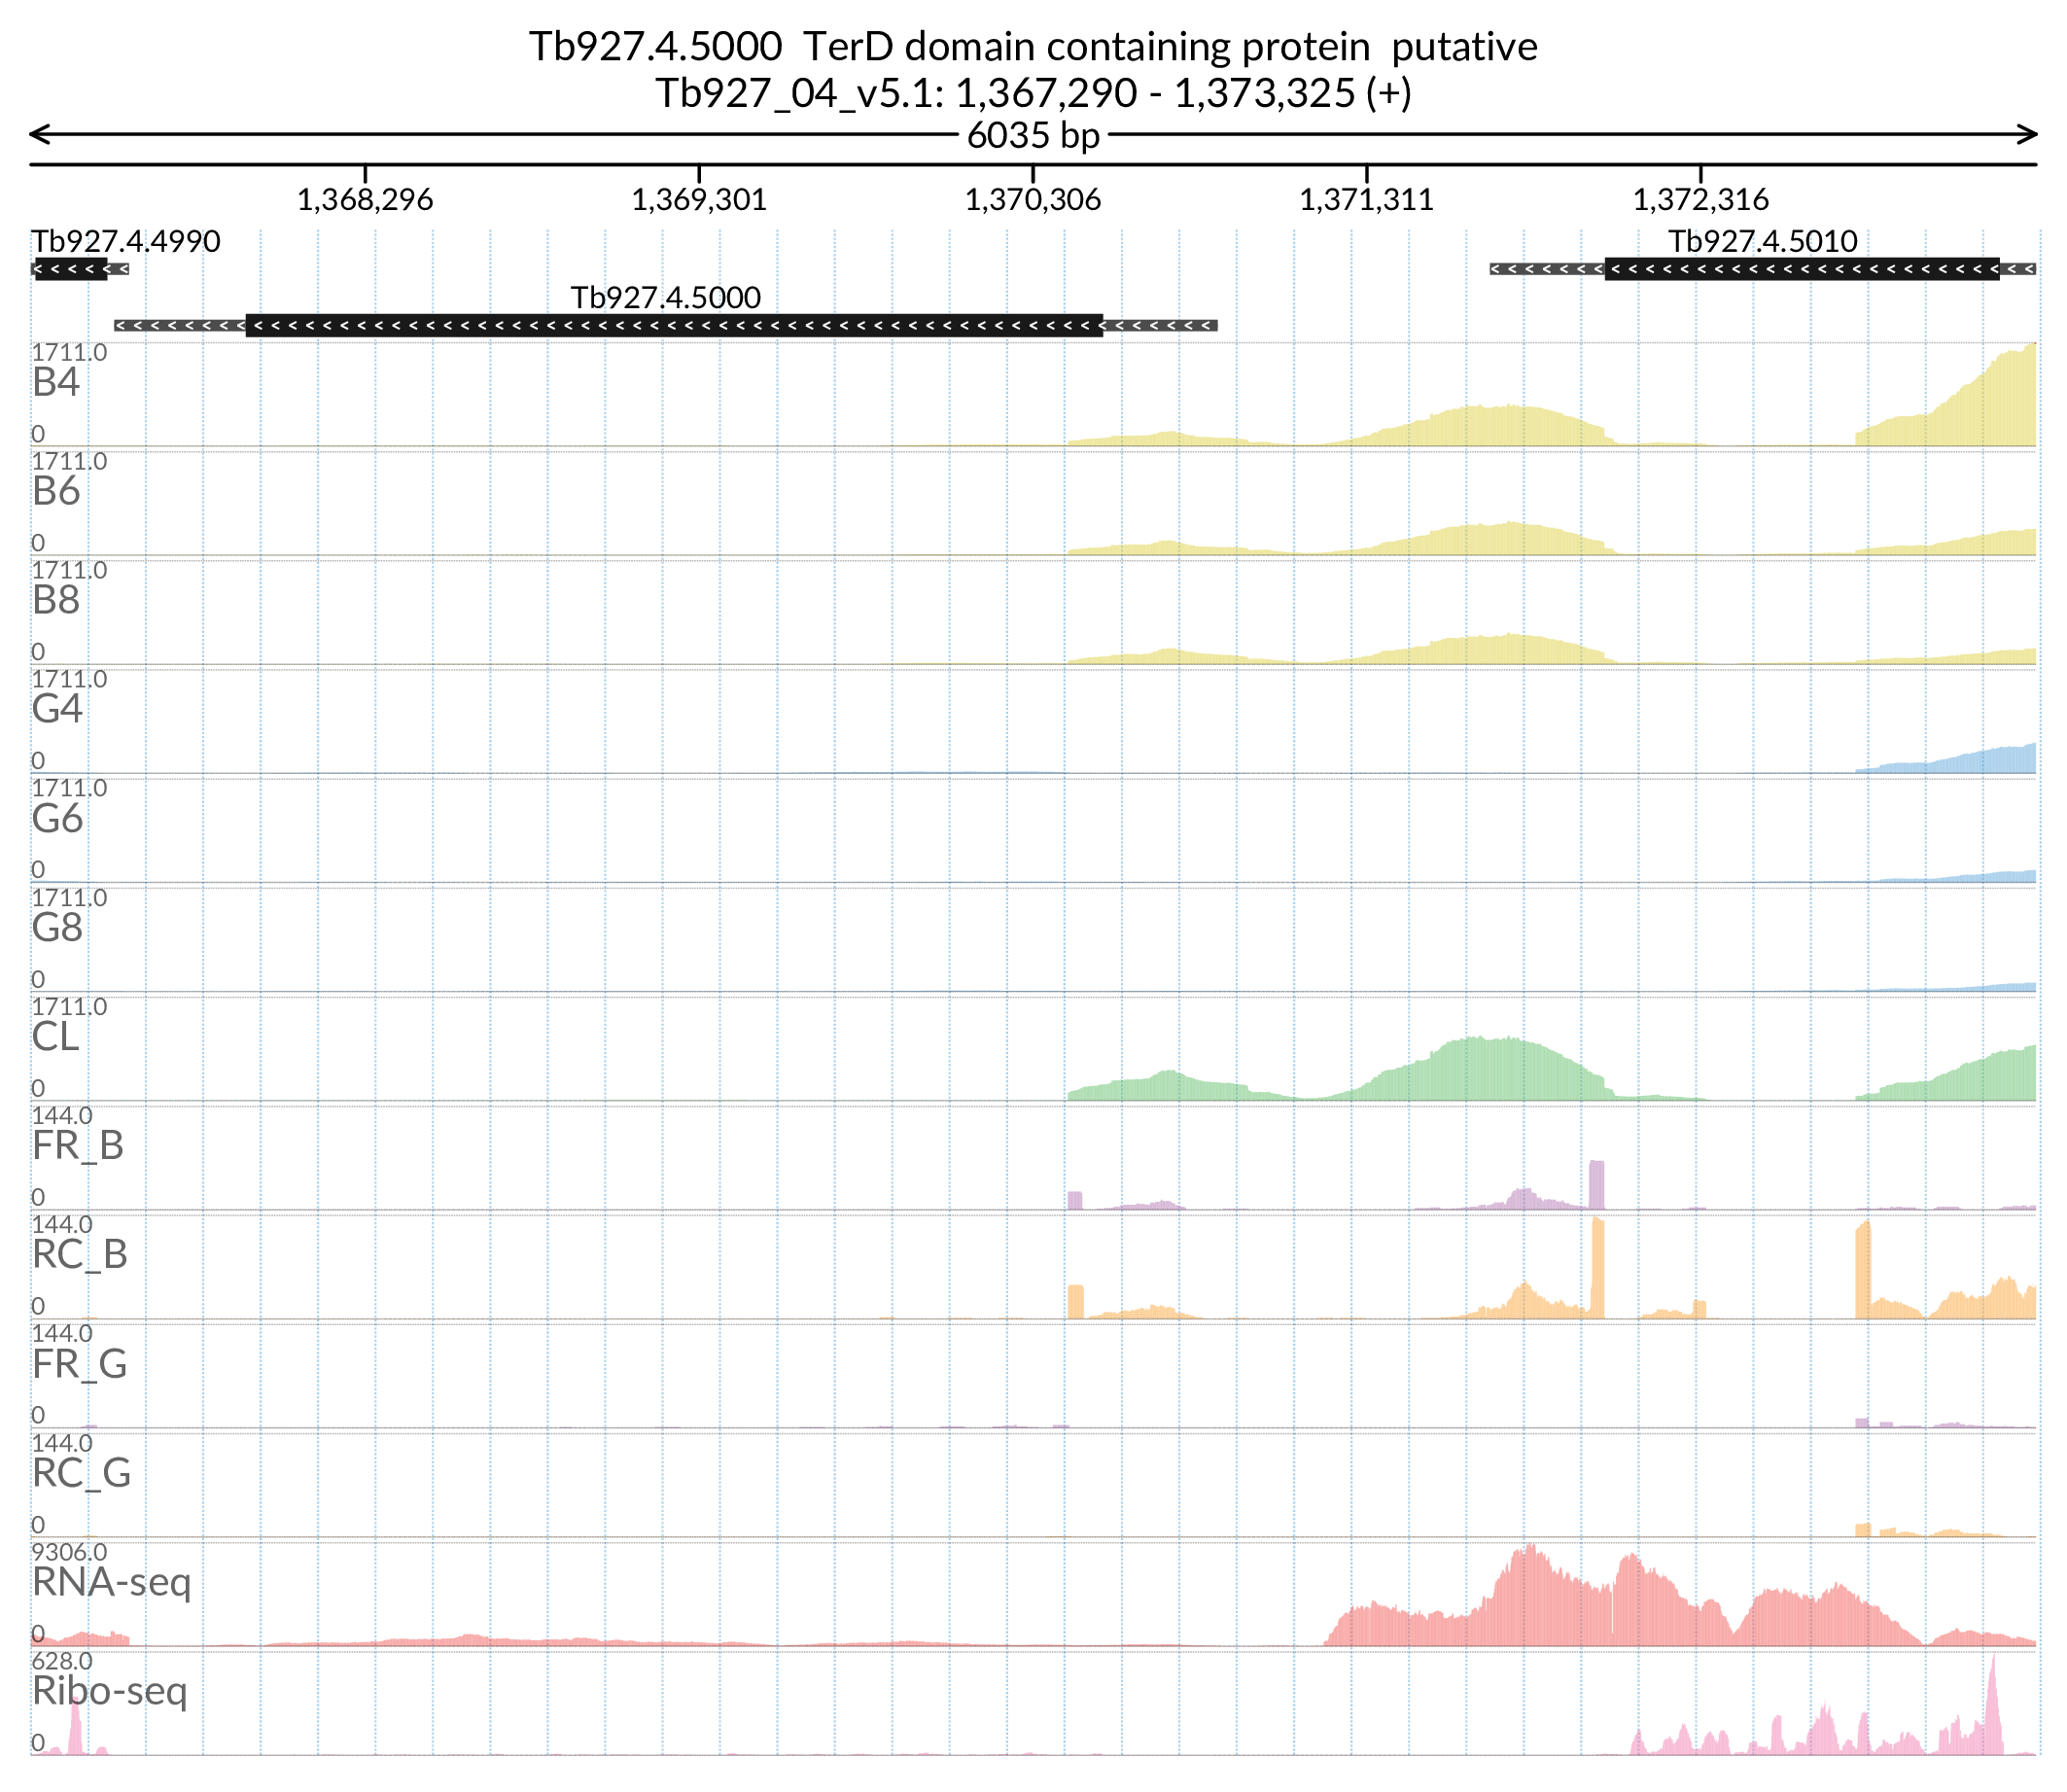 Tb927.4.5000  TerD domain containing protein  putative
Tb927_04_v5.1: 1,367,290 - 1,373,325 (+)
6035 bp
1,368,296 1,369,301 1,370,306 1,371,311 1,372,316
Tb927.4.4990 Tb927.4.5010
Tb927.4.5000
1711.0
B4
0
1711.0
B6
0
1711.0
B8
0
1711.0
G4
0
1711.0
G6
0
1711.0
G8
0
1711.0
CL
0
144.0
FR_B
0
144.0
RC_B
0
144.0
FR_G
0
144.0
RC_G
0
9306.0
RNA-seq
0
628.0
Ribo-seq
0